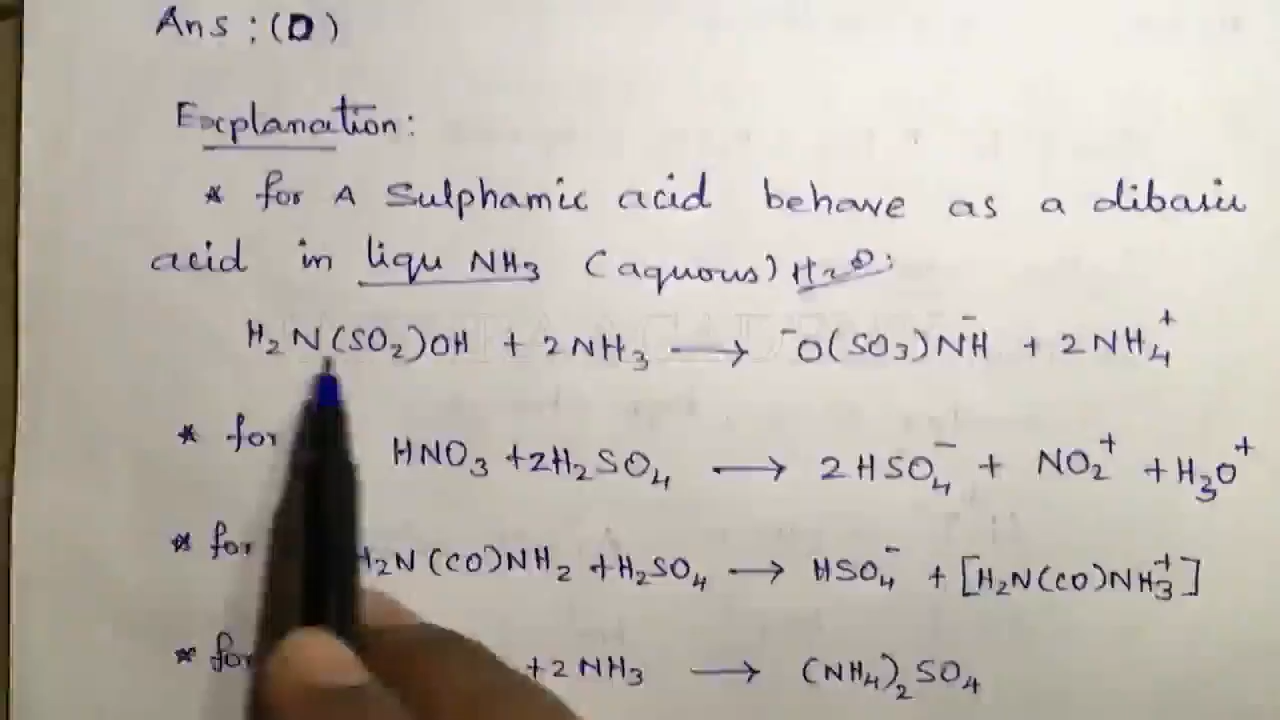 Ans : (D)
Explanation:
* for A Sulphamic acid behave as a dibasic
acid in liqu NH₃ (aquous) H₂O:
H₂N(SO₂)OH + 2NH₃ → ⁻O(SO₃)N̄H + 2NH₄⁺
* for HNO₃ + 2H₂SO₄ → 2HSO₄⁻ + NO₂⁺ + H₃O⁺
* for H₂N(CO)NH₂ + H₂SO₄ → HSO₄⁻ + [H₂N(CO)NH₃⁺]
* for + 2NH₃ → (NH₄)₂SO₄